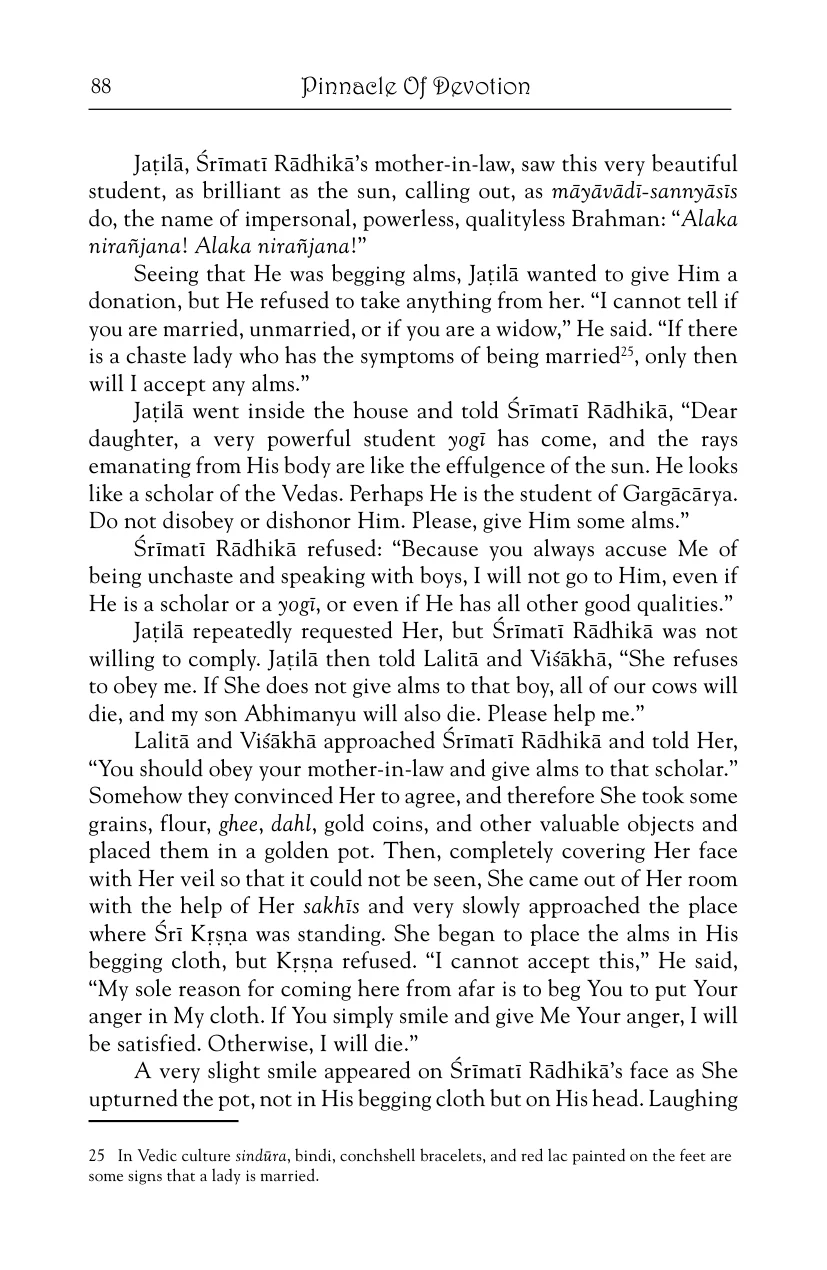 88
Pinnacle Of Devotion
Jaṭilā, Śrīmatī Rādhikā’s mother-in-law, saw this very beautiful
student, as brilliant as the sun, calling out, as māyāvādī-sannyāsīs
do, the name of impersonal, powerless, qualityless Brahman: “Alaka
nirañjana! Alaka nirañjana!”
Seeing that He was begging alms, Jaṭilā wanted to give Him a
donation, but He refused to take anything from her. “I cannot tell if
you are married, unmarried, or if you are a widow,” He said. “If there
is a chaste lady who has the symptoms of being married25, only then
will I accept any alms.”
Jaṭilā went inside the house and told Śrīmatī Rādhikā, “Dear
daughter, a very powerful student yogī has come, and the rays
emanating from His body are like the effulgence of the sun. He looks
like a scholar of the Vedas. Perhaps He is the student of Gargācārya.
Do not disobey or dishonor Him. Please, give Him some alms.”
Śrīmatī Rādhikā refused: “Because you always accuse Me of
being unchaste and speaking with boys, I will not go to Him, even if
He is a scholar or a yogī, or even if He has all other good qualities.”
Jaṭilā repeatedly requested Her, but Śrīmatī Rādhikā was not
willing to comply. Jaṭilā then told Lalitā and Viśākhā, “She refuses
to obey me. If She does not give alms to that boy, all of our cows will
die, and my son Abhimanyu will also die. Please help me.”
Lalitā and Viśākhā approached Śrīmatī Rādhikā and told Her,
“You should obey your mother-in-law and give alms to that scholar.”
Somehow they convinced Her to agree, and therefore She took some
grains, flour, ghee, dahl, gold coins, and other valuable objects and
placed them in a golden pot. Then, completely covering Her face
with Her veil so that it could not be seen, She came out of Her room
with the help of Her sakhīs and very slowly approached the place
where Śrī Kṛṣṇa was standing. She began to place the alms in His
begging cloth, but Kṛṣṇa refused. “I cannot accept this,” He said,
“My sole reason for coming here from afar is to beg You to put Your
anger in My cloth. If You simply smile and give Me Your anger, I will
be satisfied. Otherwise, I will die.”
A very slight smile appeared on Śrīmatī Rādhikā’s face as She
upturned the pot, not in His begging cloth but on His head. Laughing
25 In Vedic culture sindūra, bindi, conchshell bracelets, and red lac painted on the feet are
some signs that a lady is married.